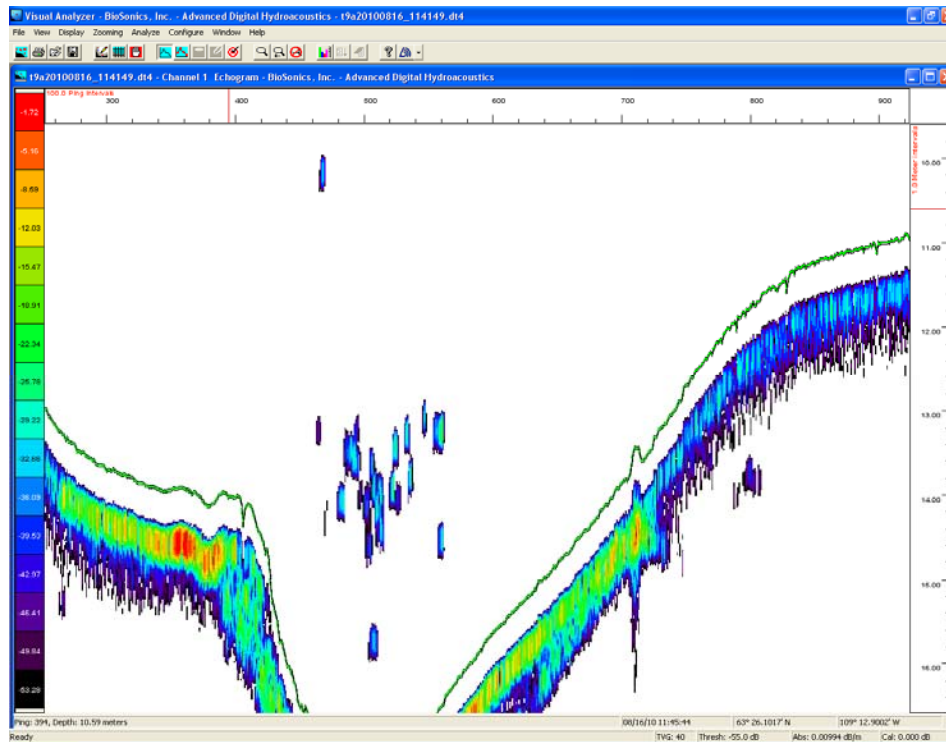 Visual Analyzer - BioSonics, Inc. - Advanced Digital Hydroacoustics - t9a20100816_114149.dt4
File View Display Zooming Analyze Configure Window Help
t9a20100816_114149.dt4 - Channel 1 Echogram - BioSonics, Inc. - Advanced Digital Hydroacoustics
100.0 Ping Intervals
300 400 500 600 700 800 900
1.0 Meter Intervals
-1.72
-5.16
-8.59
-12.03
-15.47
-18.91
-22.34
-25.78
-29.22
-32.66
-36.09
-39.53
-42.97
-46.41
-49.84
-53.28
10.00
11.00
12.00
13.00
14.00
15.00
16.00
Ping: 394, Depth: 10.59 meters 08/16/10 11:45:44 63° 26.1017' N 109° 12.9002' W
Ready TVG: 40 Thresh: -55.0 dB Abs: 0.00994 dB/m Cal: 0.000 dB